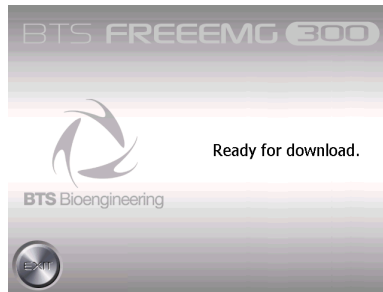 BTS FREEEMG 300
Ready for download.
BTS Bioengineering
EXIT